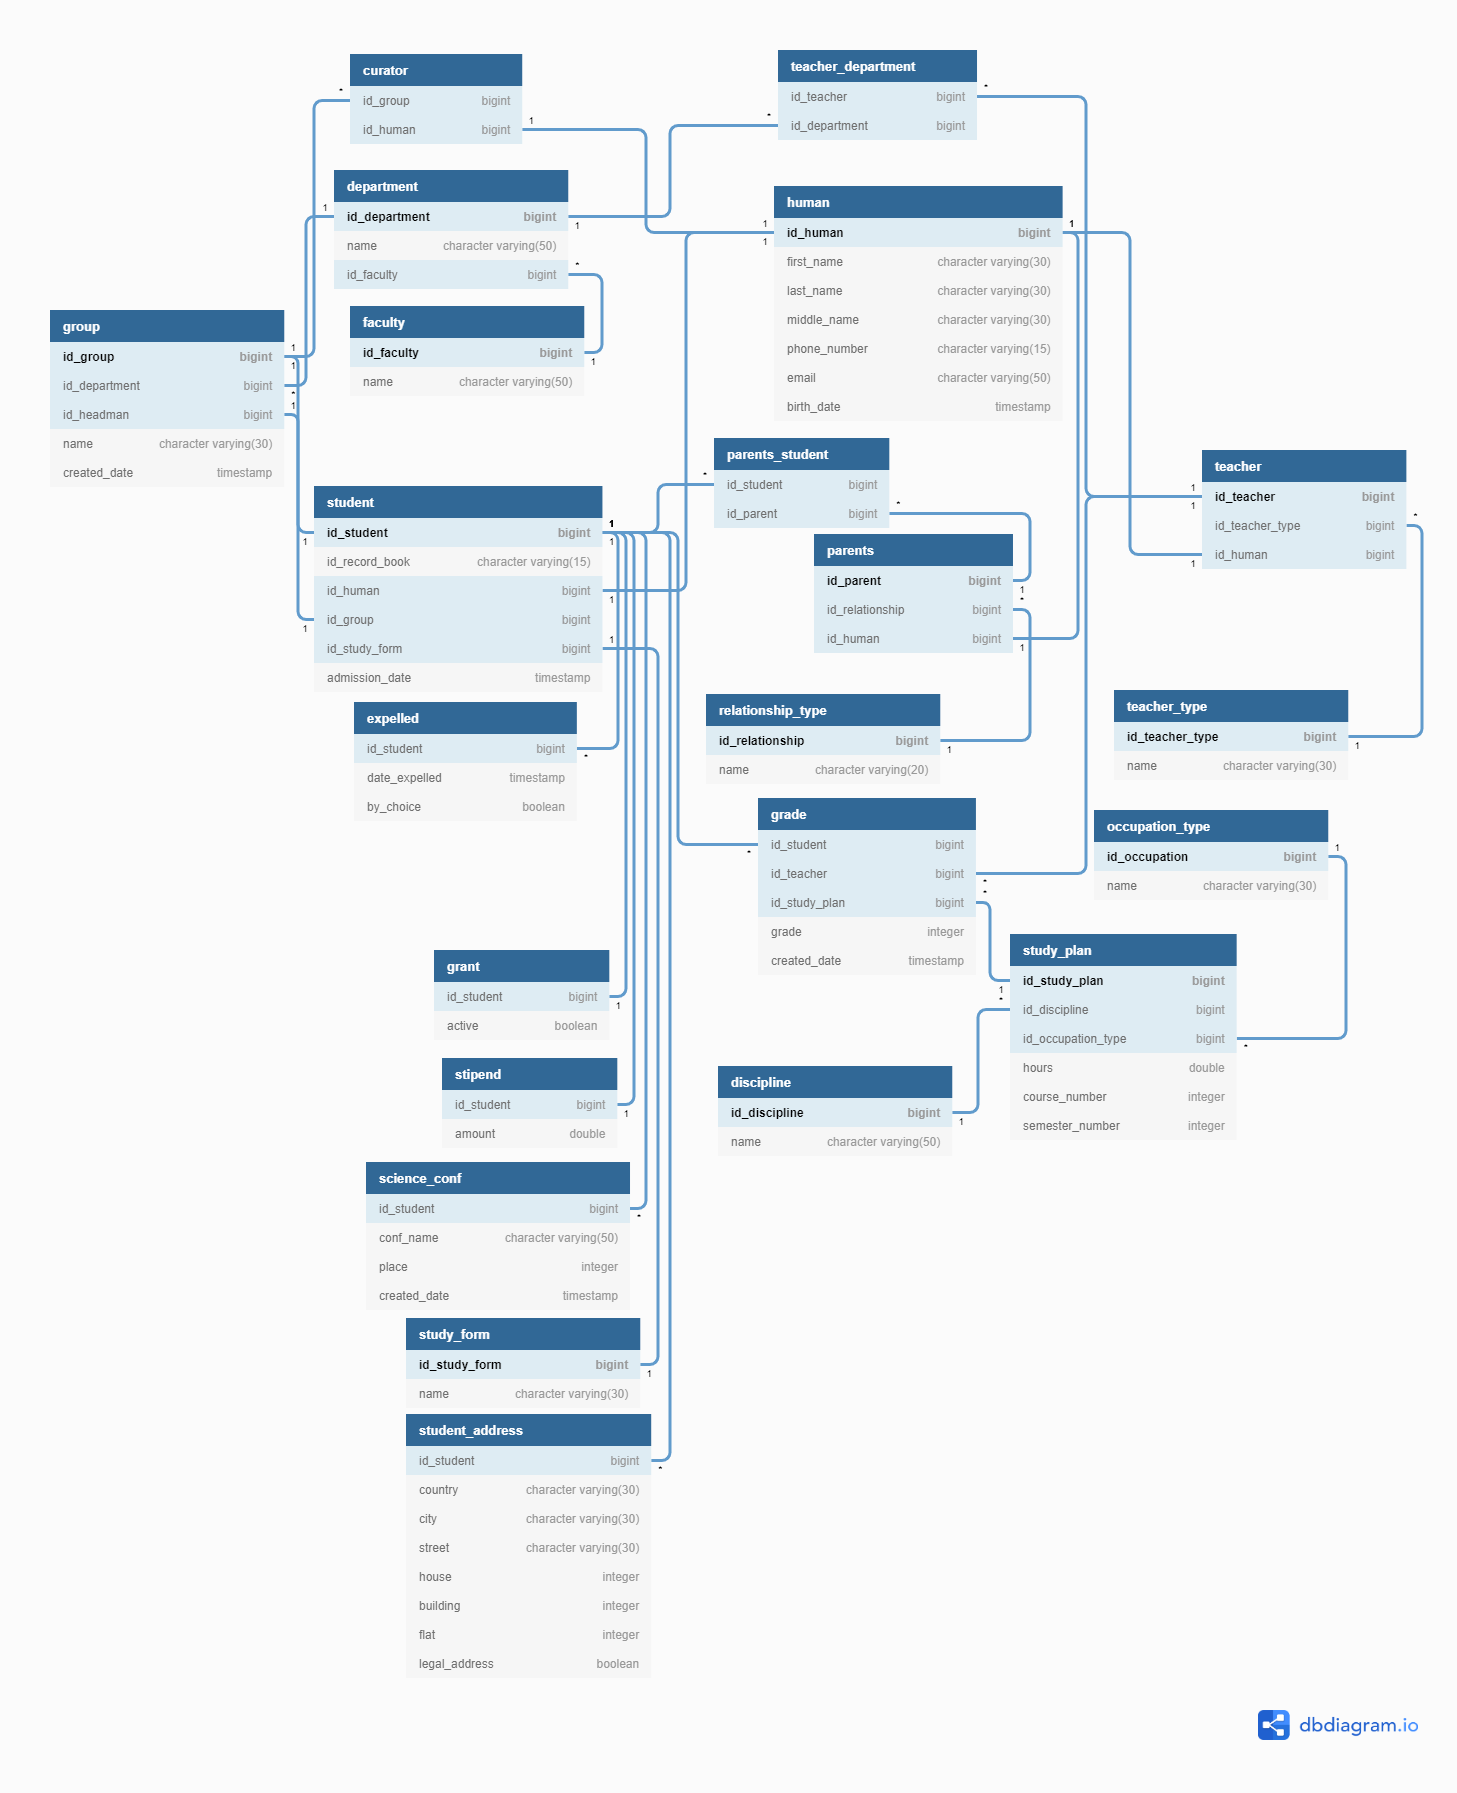 curator
id_group bigint
id_human bigint
teacher_department
id_teacher bigint
id_department bigint
department
id_department bigint
name character varying(50)
id_faculty bigint
human
id_human bigint
first_name character varying(30)
last_name character varying(30)
middle_name character varying(30)
phone_number character varying(15)
email character varying(50)
birth_date timestamp
faculty
id_faculty bigint
name character varying(50)
group
id_group bigint
id_department bigint
id_headman bigint
name character varying(30)
created_date timestamp
parents_student
id_student bigint
id_parent bigint
teacher
id_teacher bigint
id_teacher_type bigint
id_human bigint
student
id_student bigint
id_record_book character varying(15)
id_human bigint
id_group bigint
id_study_form bigint
admission_date timestamp
parents
id_parent bigint
id_relationship bigint
id_human bigint
expelled
id_student bigint
date_expelled timestamp
by_choice boolean
relationship_type
id_relationship bigint
name character varying(20)
teacher_type
id_teacher_type bigint
name character varying(30)
grade
id_student bigint
id_teacher bigint
id_study_plan bigint
grade integer
created_date timestamp
occupation_type
id_occupation bigint
name character varying(30)
grant
id_student bigint
active boolean
study_plan
id_study_plan bigint
id_discipline bigint
id_occupation_type bigint
hours double
course_number integer
semester_number integer
stipend
id_student bigint
amount double
discipline
id_discipline bigint
name character varying(50)
science_conf
id_student bigint
conf_name character varying(50)
place integer
created_date timestamp
study_form
id_study_form bigint
name character varying(30)
student_address
id_student bigint
country character varying(30)
city character varying(30)
street character varying(30)
house integer
building integer
flat integer
legal_address boolean
dbdiagram.io